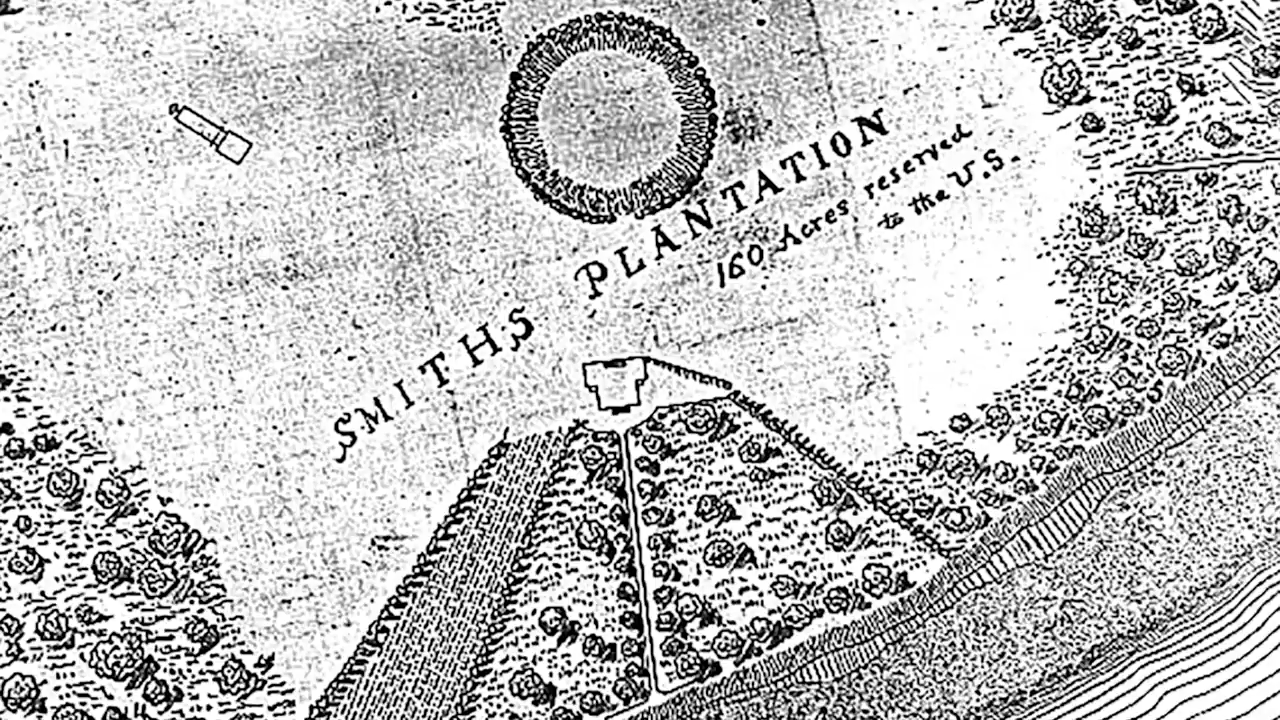 SMITHS PLANTATION
160 Acres reserved
to the U.S.